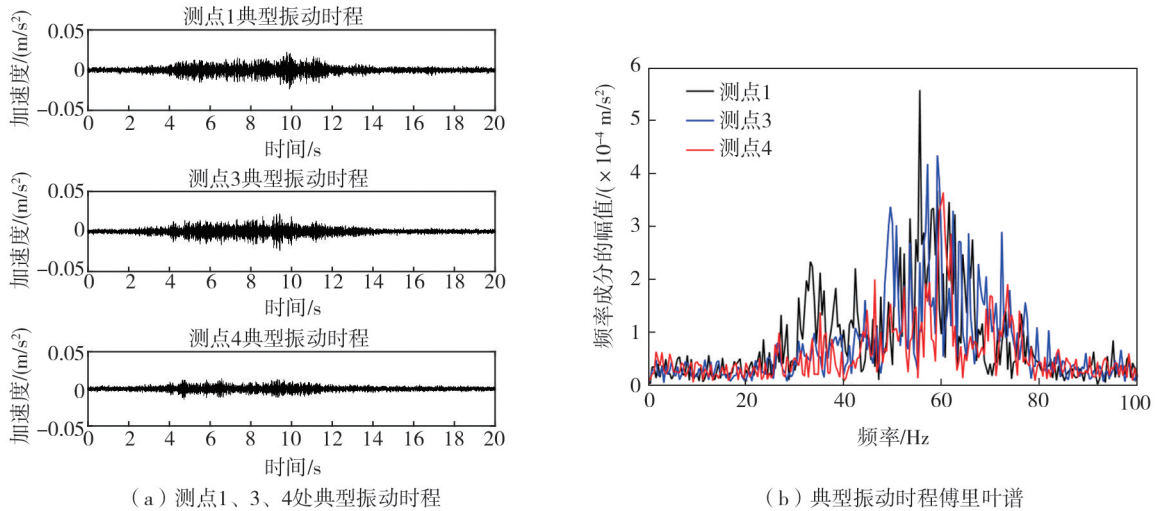 测点1典型振动时程
加速度/(m/s²)
0.05
0
-0.05
0 2 4 6 8 10 12 14 16 18 20
时间/s
测点3典型振动时程
加速度/(m/s²)
0.05
0
-0.05
0 2 4 6 8 10 12 14 16 18 20
时间/s
测点4典型振动时程
加速度/(m/s²)
0.05
0
-0.05
0 2 4 6 8 10 12 14 16 18 20
时间/s
(a)测点1、3、4处典型振动时程
频率成分的幅值/(×10⁻⁴ m/s²)
6
5
4
3
2
1
0
测点1
测点3
测点4
0 20 40 60 80 100
频率/Hz
(b)典型振动时程傅里叶谱